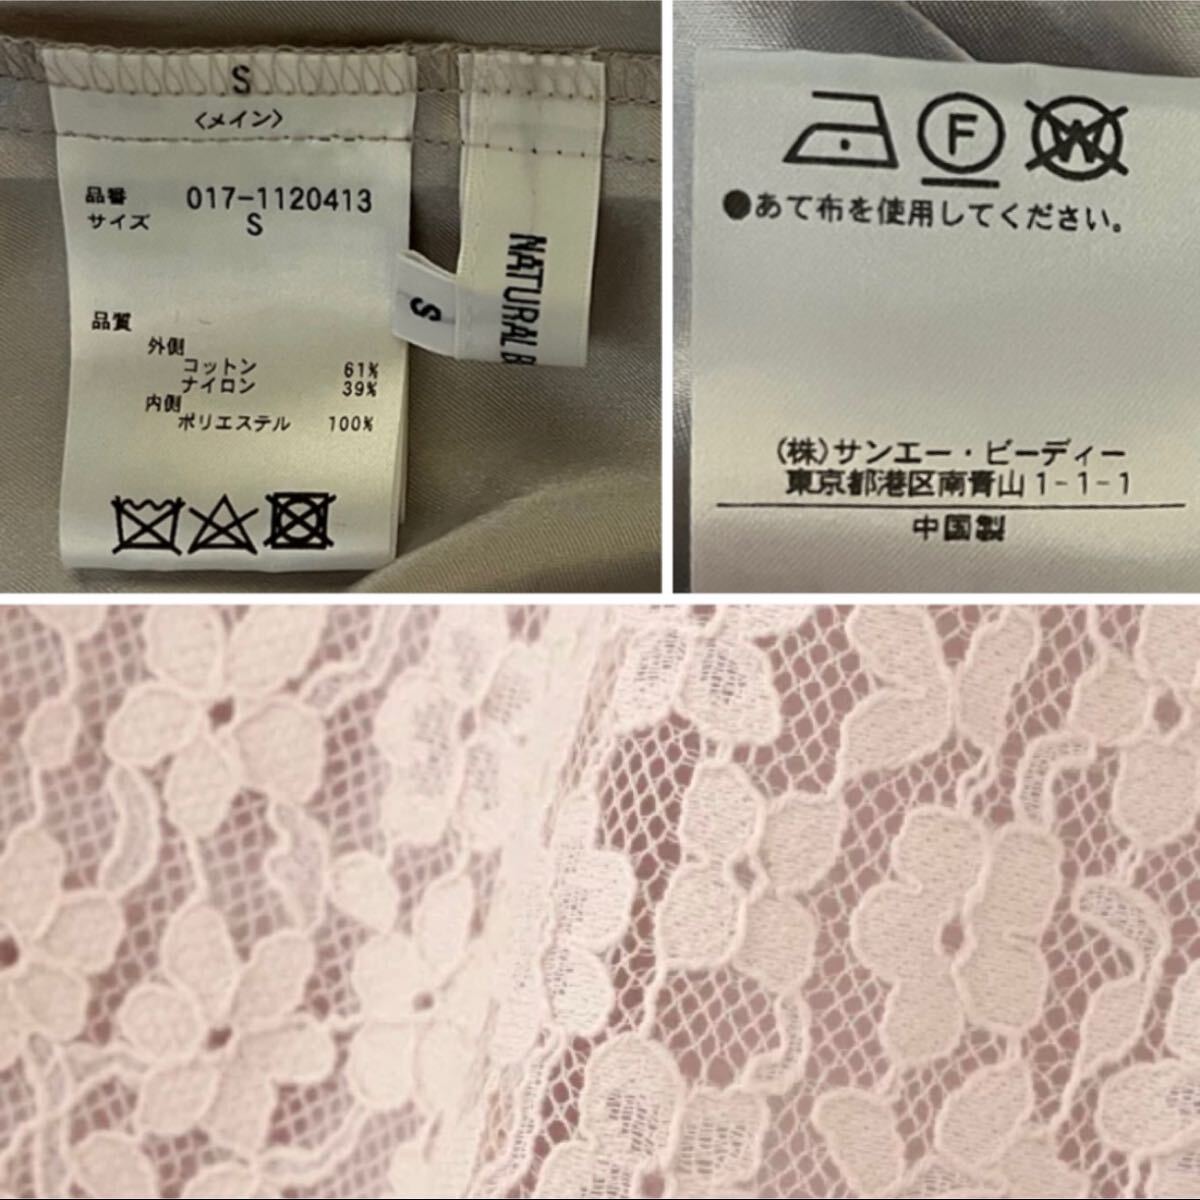 S
〈メイン〉
品番 017-1120413
サイズ S
品質
外側
コットン 61%
ナイロン 39%
内側
ポリエステル 100%
S
NATURAL B
F
W
●あて布を使用してください。
(株)サンエー・ビーディー
東京都港区南青山1-1-1
中国製